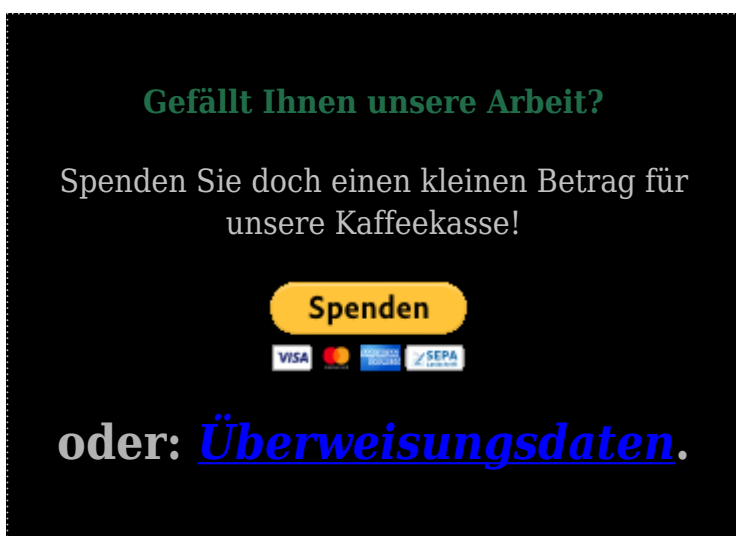 Gefällt Ihnen unsere Arbeit?
Spenden Sie doch einen kleinen Betrag für
unsere Kaffeekasse!
Spenden
VISA SEPA
oder: Überweisungsdaten.